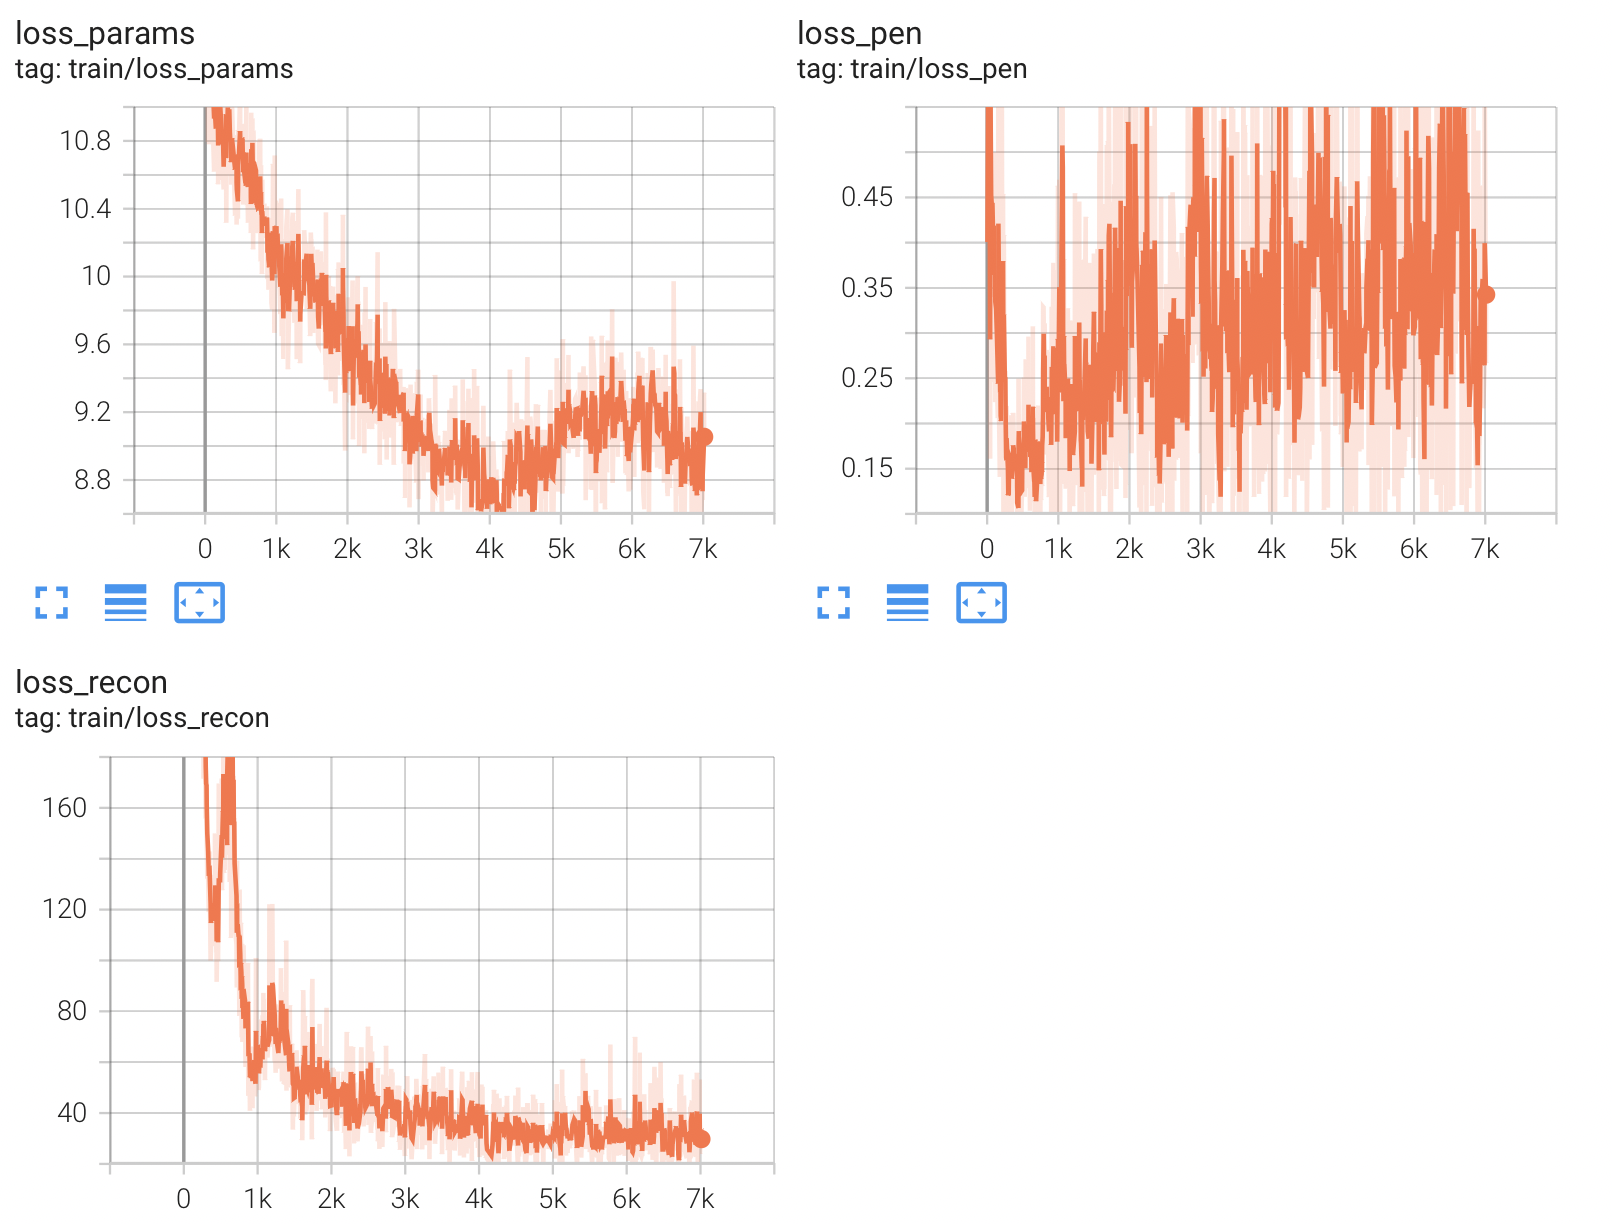 loss_params
tag: train/loss_params
10.8
10.4
10
9.6
9.2
8.8
0 1k 2k 3k 4k 5k 6k 7k
loss_pen
tag: train/loss_pen
0.45
0.35
0.25
0.15
0 1k 2k 3k 4k 5k 6k 7k
loss_recon
tag: train/loss_recon
160
120
80
40
0 1k 2k 3k 4k 5k 6k 7k